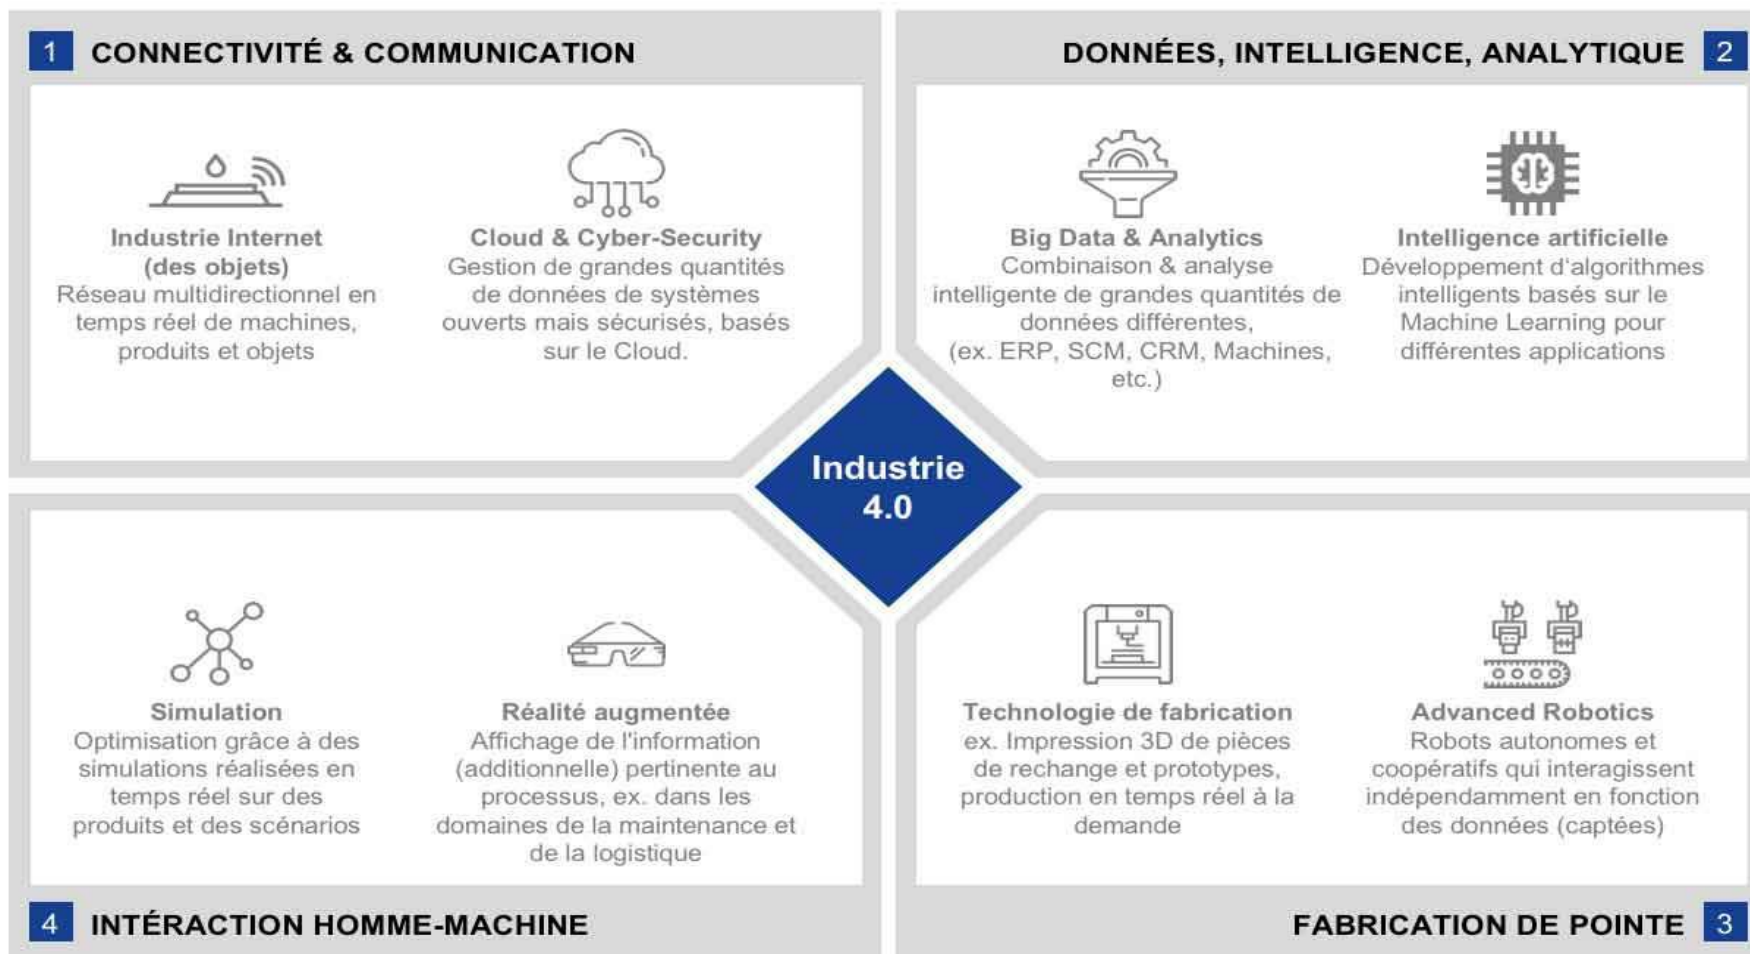 1 CONNECTIVITÉ & COMMUNICATION
Industrie Internet
(des objets)
Réseau multidirectionnel en
temps réel de machines,
produits et objets
Cloud & Cyber-Security
Gestion de grandes quantités
de données de systèmes
ouverts mais sécurisés, basés
sur le Cloud.
DONNÉES, INTELLIGENCE, ANALYTIQUE 2
Big Data & Analytics
Combinaison & analyse
intelligente de grandes quantités de
données différentes,
(ex. ERP, SCM, CRM, Machines,
etc.)
Intelligence artificielle
Développement d'algorithmes
intelligents basés sur le
Machine Learning pour
différentes applications
Industrie
4.0
Simulation
Optimisation grâce à des
simulations réalisées en
temps réel sur des
produits et des scénarios
Réalité augmentée
Affichage de l'information
(additionnelle) pertinente au
processus, ex. dans les
domaines de la maintenance et
de la logistique
4 INTÉRACTION HOMME-MACHINE
Technologie de fabrication
ex. Impression 3D de pièces
de rechange et prototypes,
production en temps réel à la
demande
Advanced Robotics
Robots autonomes et
coopératifs qui interagissent
indépendamment en fonction
des données (captées)
FABRICATION DE POINTE 3